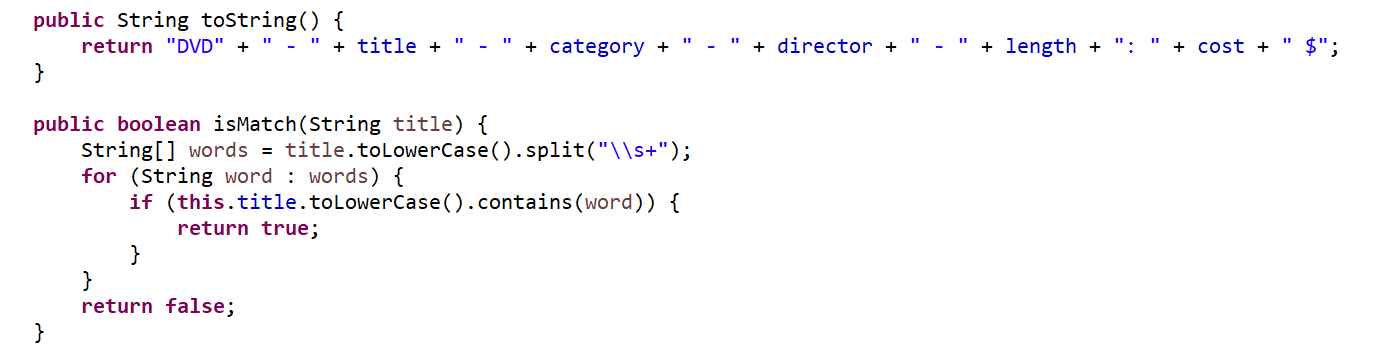 public String toString() {
    return "DVD" + " - " + title + " - " + category + " - " + director + " - " + length + ": " + cost + " $";
}

public boolean isMatch(String title) {
    String[] words = title.toLowerCase().split("\\s+");
    for (String word : words) {
        if (this.title.toLowerCase().contains(word)) {
            return true;
        }
    }
    return false;
}